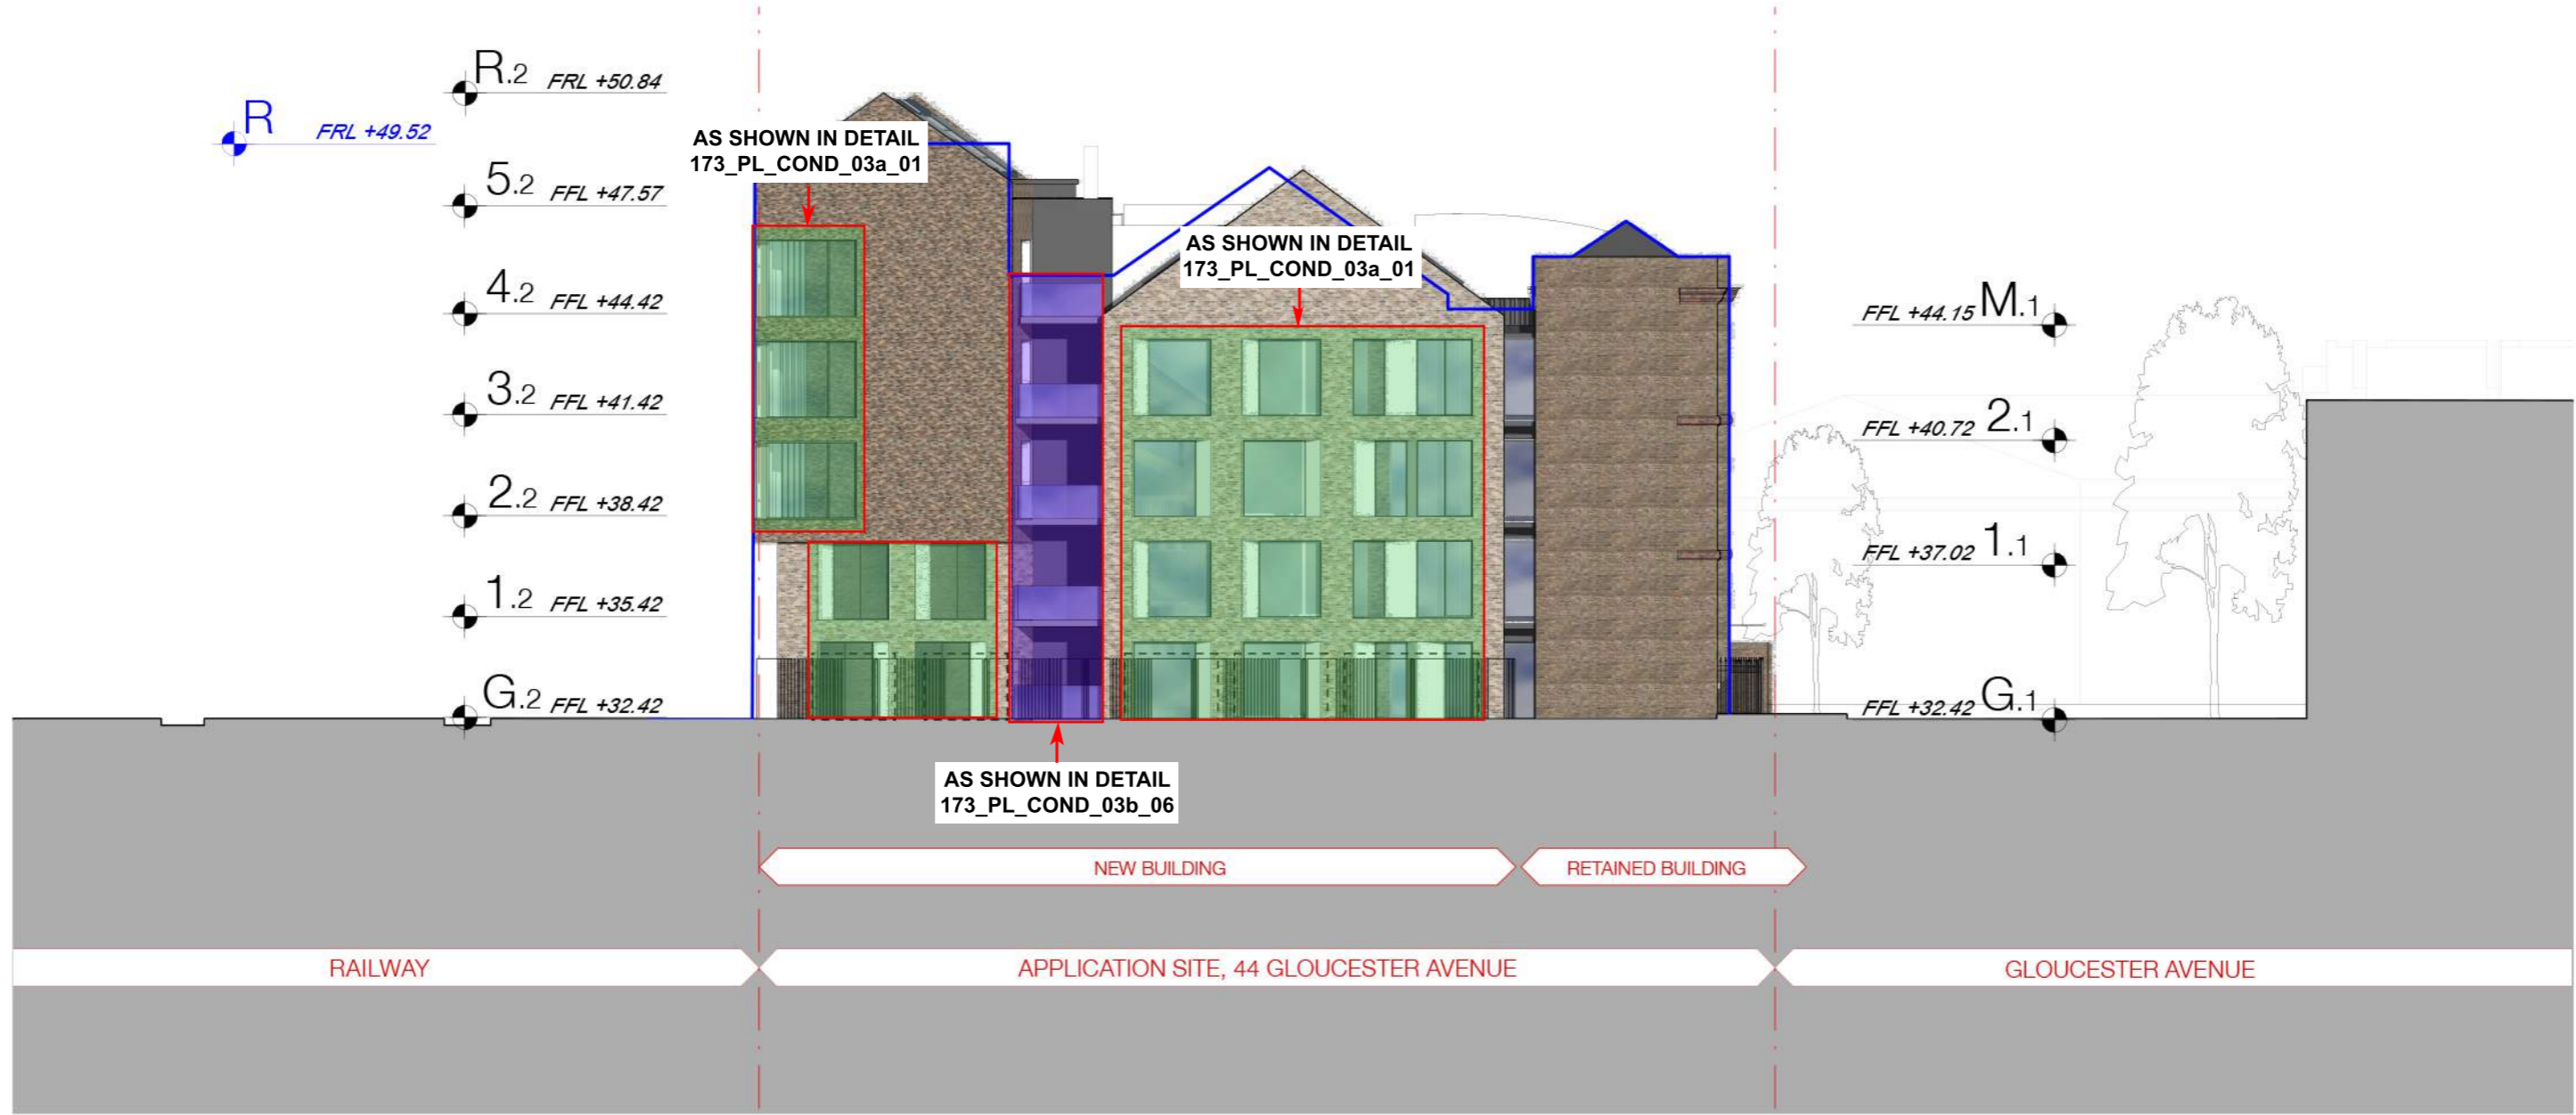 R.2 FRL +50.84
R FRL +49.52
5.2 FFL +47.57
4.2 FFL +44.42
3.2 FFL +41.42
2.2 FFL +38.42
1.2 FFL +35.42
G.2 FFL +32.42
AS SHOWN IN DETAIL
173_PL_COND_03a_01
AS SHOWN IN DETAIL
173_PL_COND_03a_01
AS SHOWN IN DETAIL
173_PL_COND_03b_06
FFL +44.15 M.1
FFL +40.72 2.1
FFL +37.02 1.1
FFL +32.42 G.1
NEW BUILDING
RETAINED BUILDING
RAILWAY
APPLICATION SITE, 44 GLOUCESTER AVENUE
GLOUCESTER AVENUE